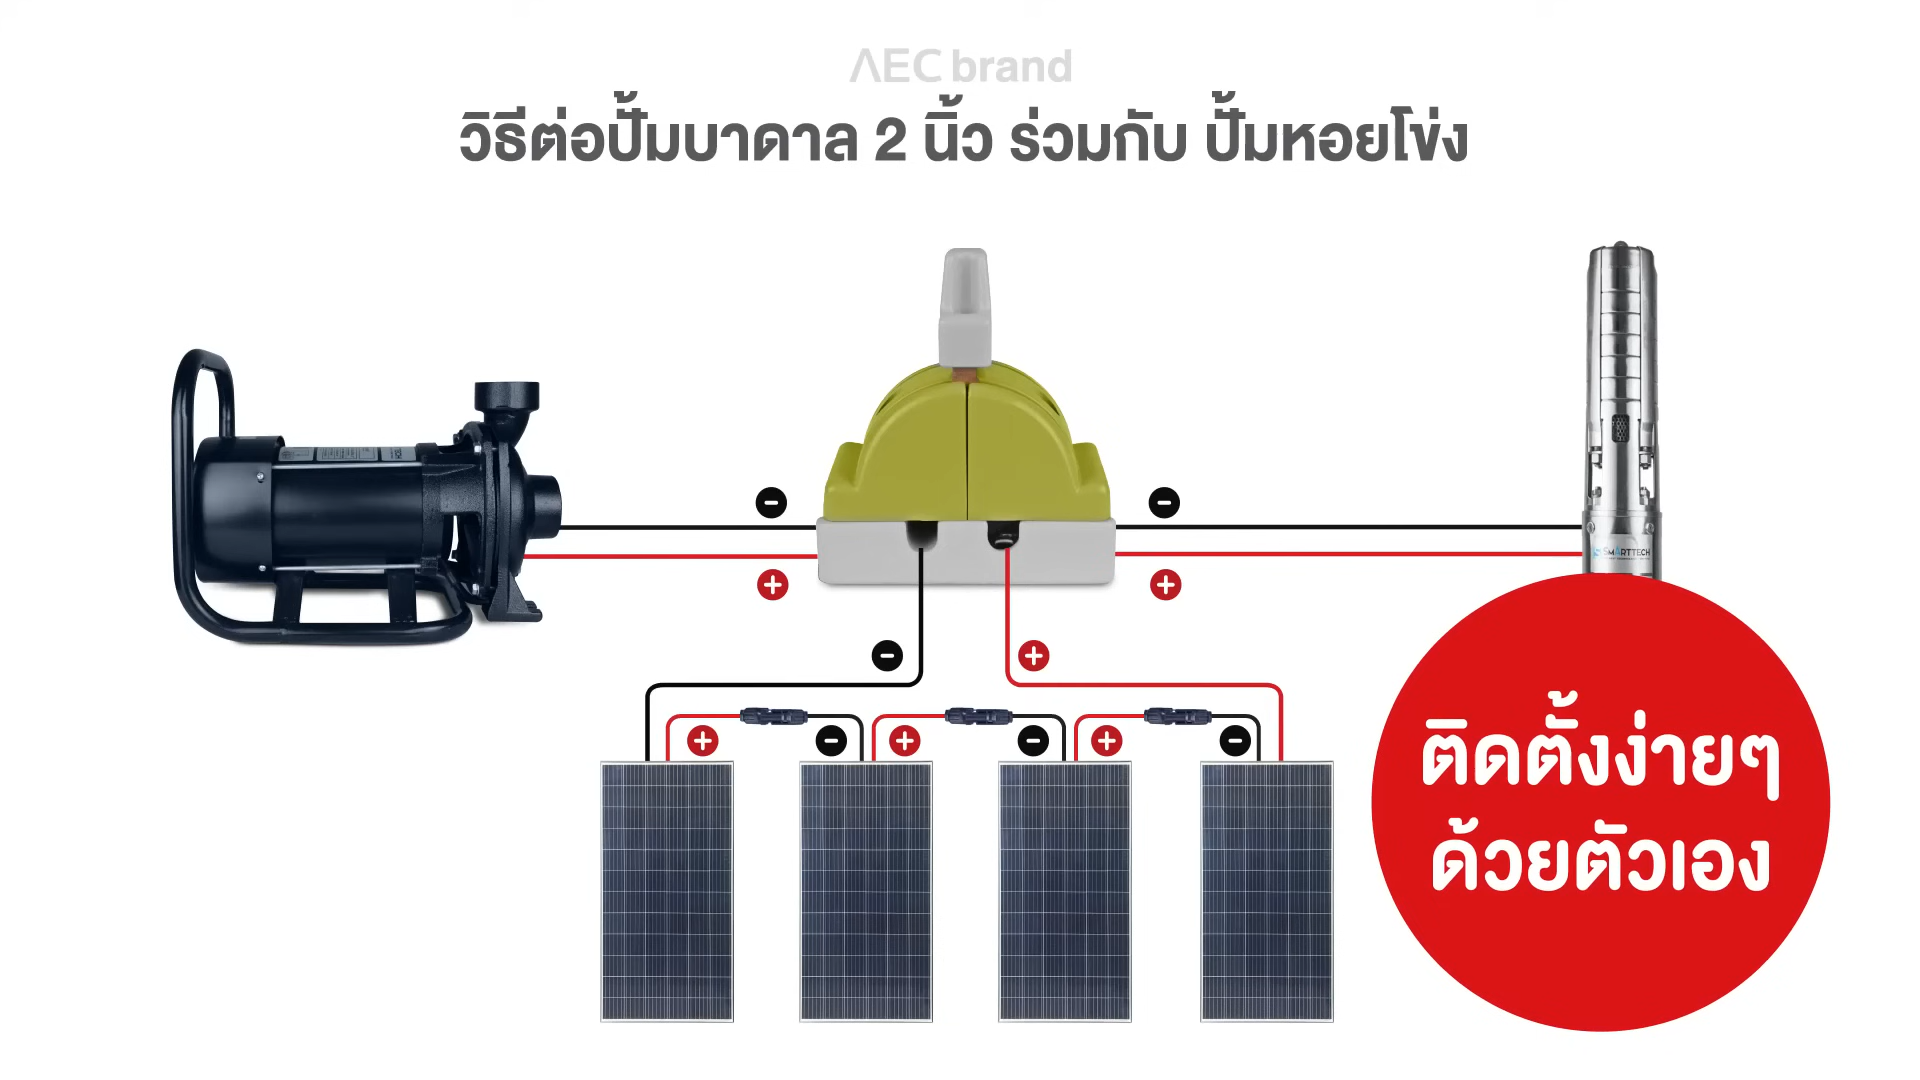 AEC brand
วิธีต่อปั้มบาดาล 2 นิ้ว ร่วมกับ ปั้มหอยโข่ง
SMARTTECH
ติดตั้งง่ายๆ
ด้วยตัวเอง